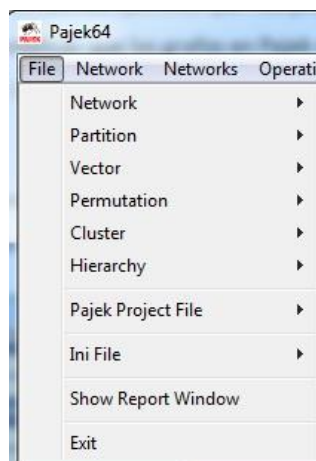 Pajek64
File Network Networks Operati
Network
Partition
Vector
Permutation
Cluster
Hierarchy
Pajek Project File
Ini File
Show Report Window
Exit